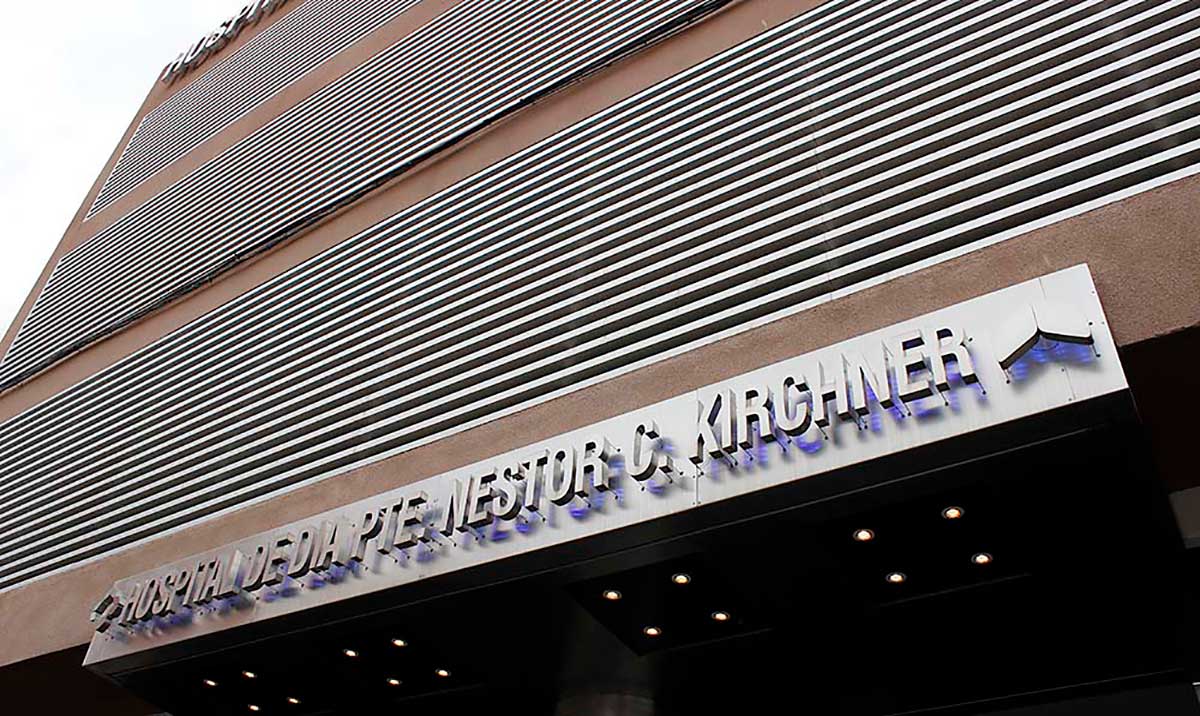 HOSPITAL DE DIA PTE. NESTOR C. KIRCHNER